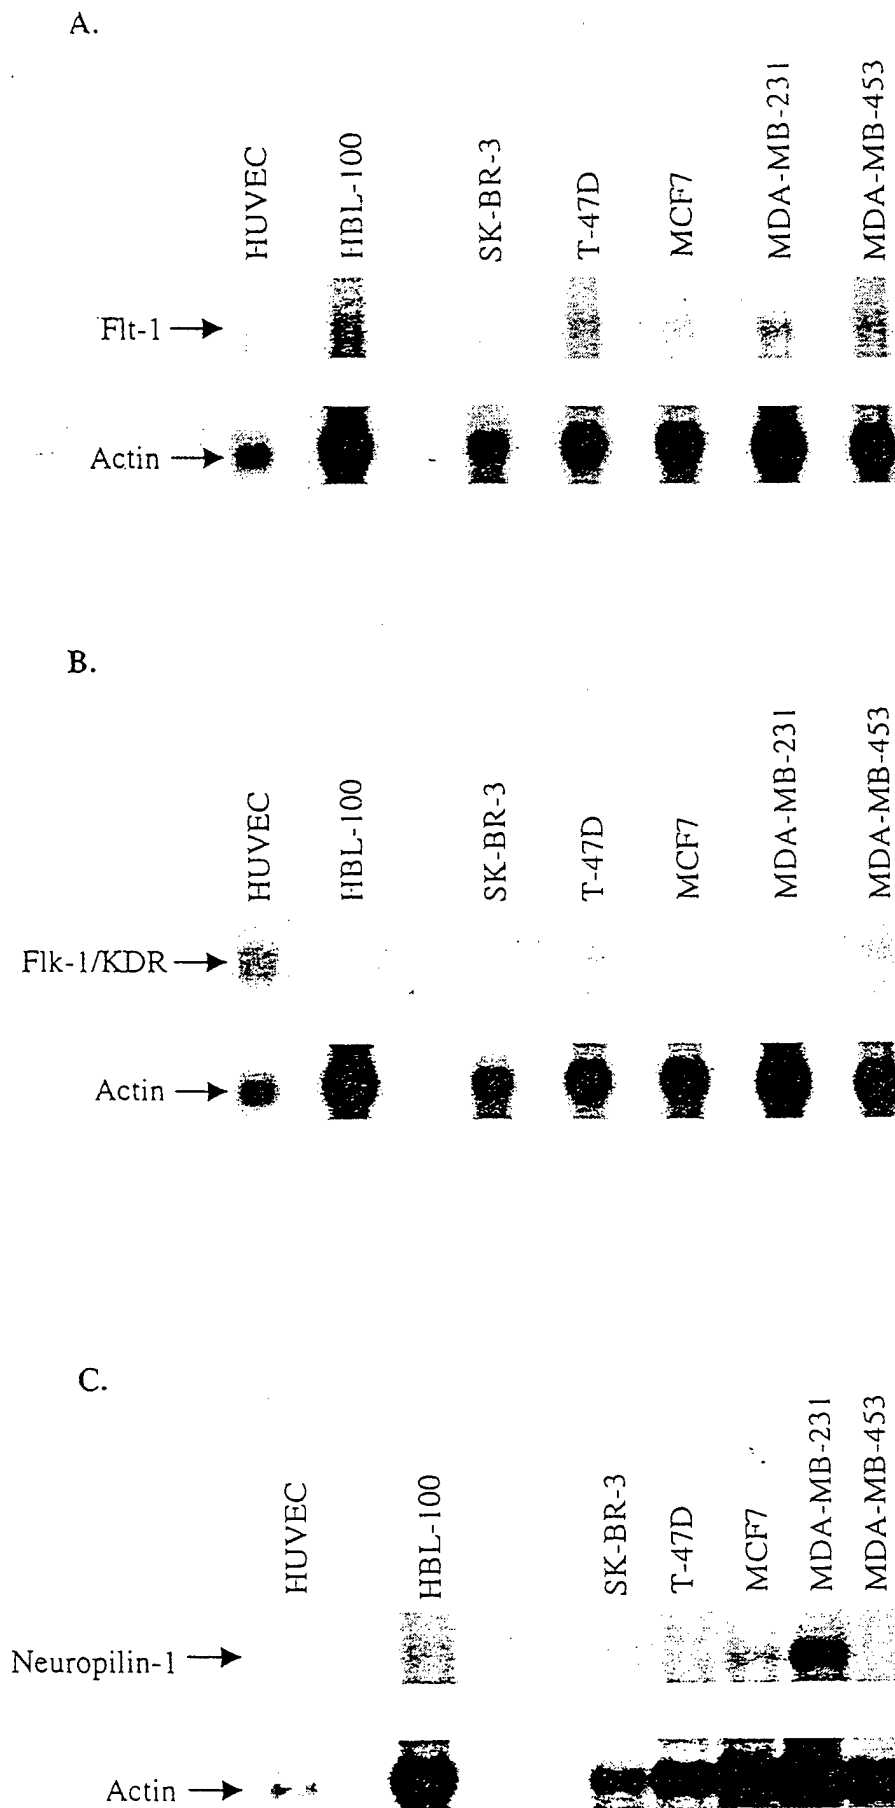 A.
HUVEC
HBL-100
SK-BR-3
T-47D
MCF7
MDA-MB-231
MDA-MB-453
Flt-1
Actin
B.
HUVEC
HBL-100
SK-BR-3
T-47D
MCF7
MDA-MB-231
MDA-MB-453
Flk-1/KDR
Actin
C.
HUVEC
HBL-100
SK-BR-3
T-47D
MCF7
MDA-MB-231
MDA-MB-453
Neuropilin-1
Actin